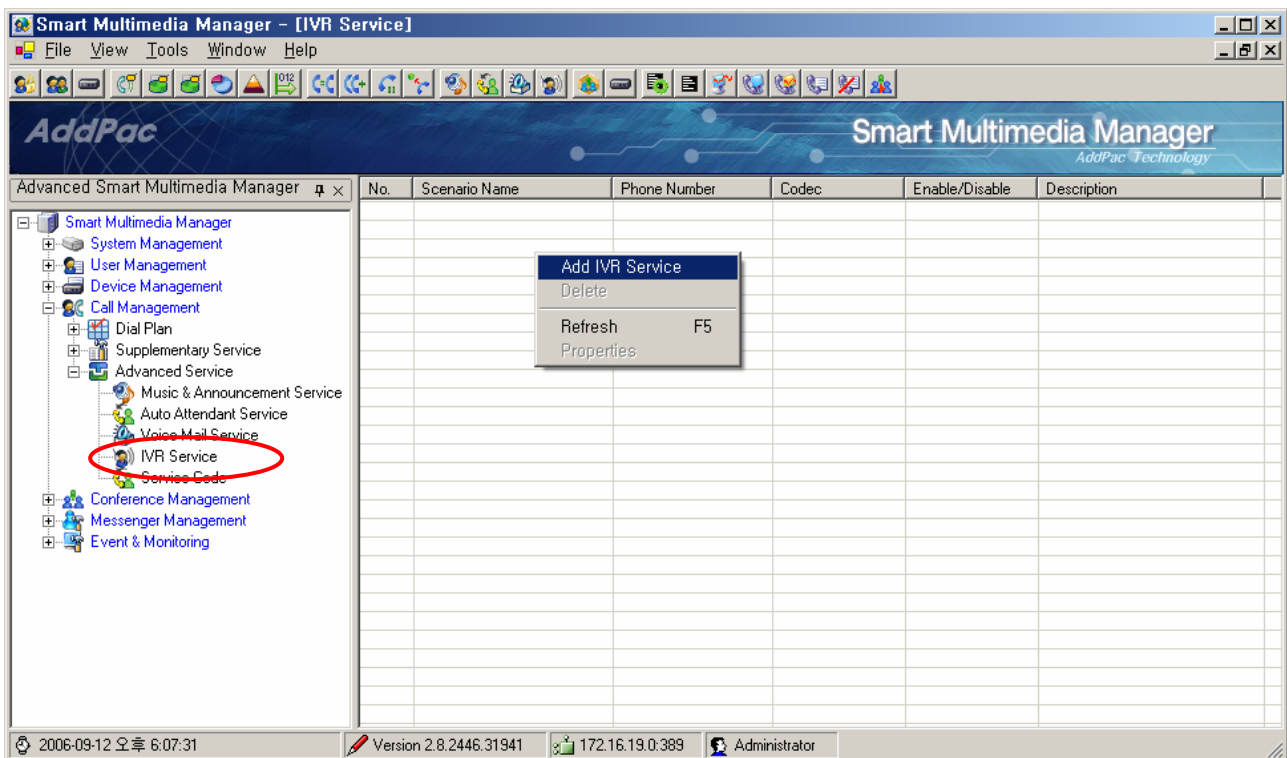 Smart Multimedia Manager - [IVR Service]
File View Tools Window Help
012
AddPac
Smart Multimedia Manager
AddPac Technology
Advanced Smart Multimedia Manager
No. Scenario Name Phone Number Codec Enable/Disable Description
Smart Multimedia Manager
System Management
User Management
Device Management
Call Management
Dial Plan
Supplementary Service
Advanced Service
Music & Announcement Service
Auto Attendant Service
Voice Mail Service
IVR Service
Service Code
Conference Management
Messenger Management
Event & Monitoring
Add IVR Service
Delete
Refresh F5
Properties
2006-09-12 오후 6:07:31 Version 2.8.2446.31941 172.16.19.0:389 Administrator